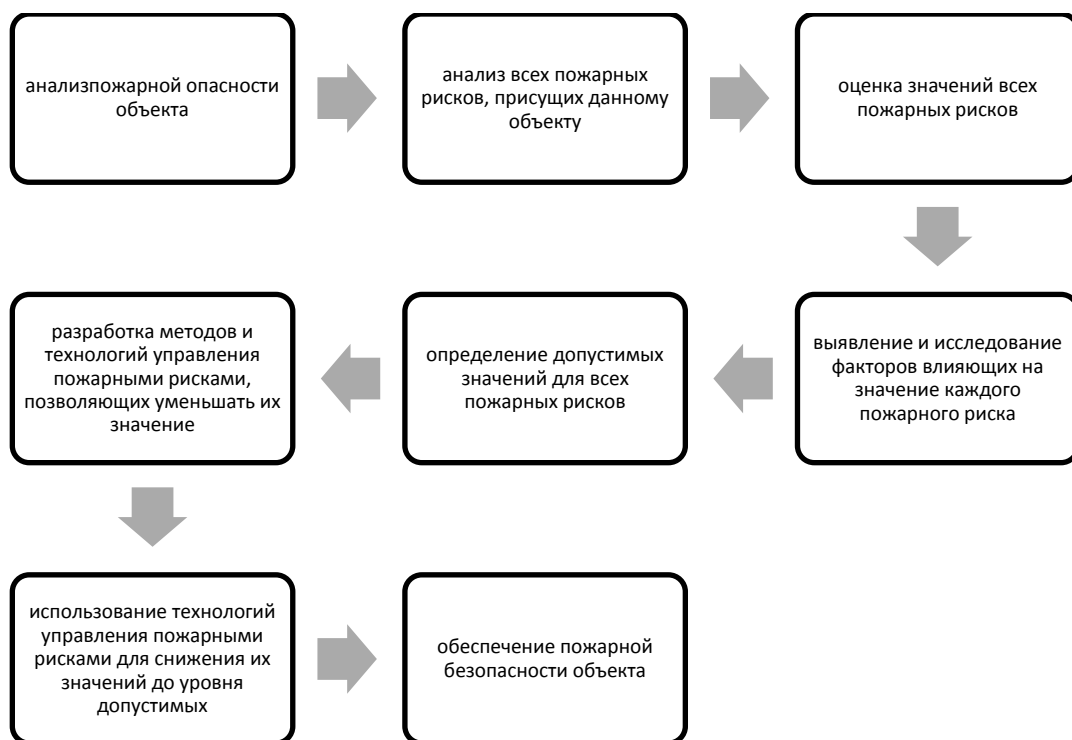 анализпожарной опасности
объекта
анализ всех пожарных
рисков, присущих данному
объекту
оценка значений всех
пожарных рисков
выявление и исследование
факторов влияющих на
значение каждого
пожарного риска
определение допустимых
значений для всех
пожарных рисков
разработка методов и
технологий управления
пожарными рисками,
позволяющих уменьшать их
значение
использование технологий
управления пожарными
рисками для снижения их
значений до уровня
допустимых
обеспечение пожарной
безопасности объекта